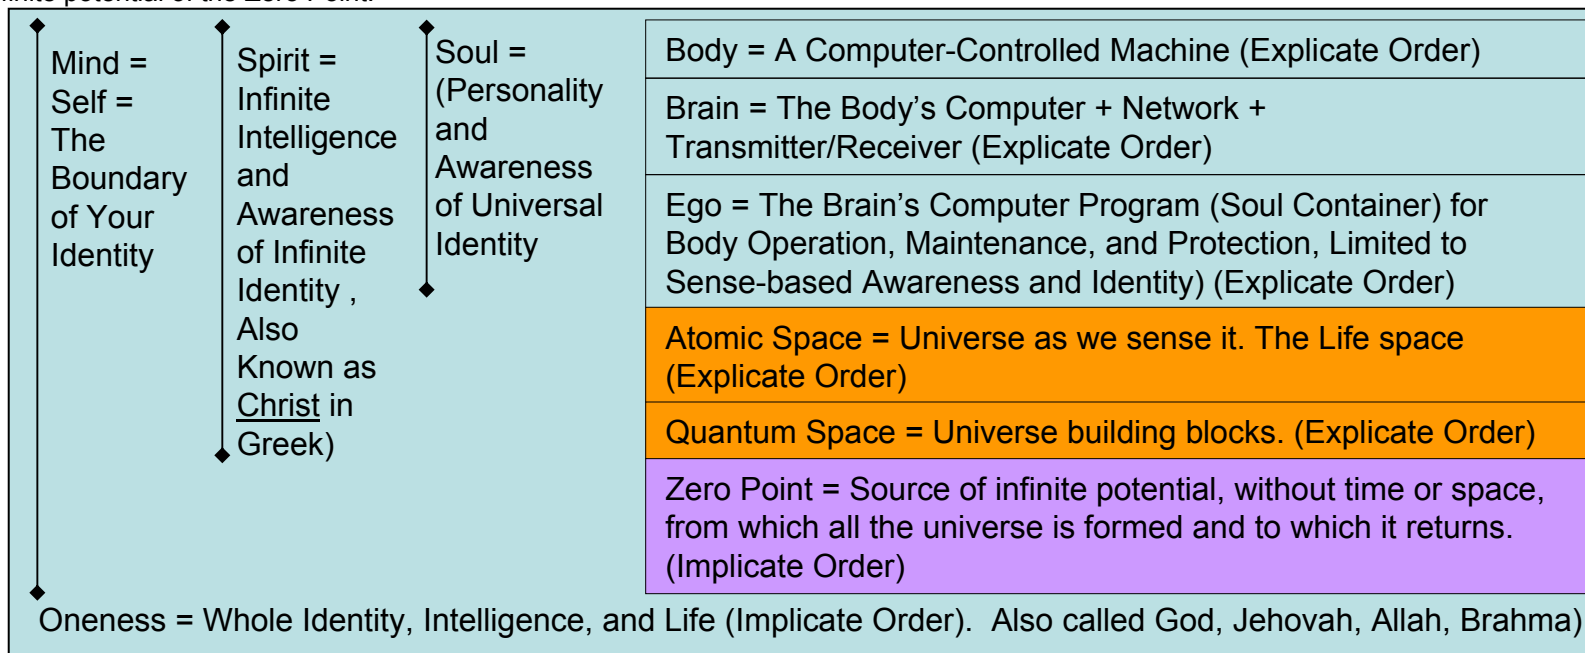 finite potential of the Zero Point.
Mind =
Self =
The
Boundary
of Your
Identity
Spirit =
Infinite
Intelligence
and
Awareness
of Infinite
Identity ,
Also
Known as
Christ in
Greek)
Soul =
(Personality
and
Awareness
of Universal
Identity
Body = A Computer-Controlled Machine (Explicate Order)
Brain = The Body’s Computer + Network +
Transmitter/Receiver (Explicate Order)
Ego = The Brain’s Computer Program (Soul Container) for
Body Operation, Maintenance, and Protection, Limited to
Sense-based Awareness and Identity) (Explicate Order)
Atomic Space = Universe as we sense it. The Life space
(Explicate Order)
Quantum Space = Universe building blocks. (Explicate Order)
Zero Point = Source of infinite potential, without time or space,
from which all the universe is formed and to which it returns.
(Implicate Order)
Oneness = Whole Identity, Intelligence, and Life (Implicate Order).  Also called God, Jehovah, Allah, Brahma)